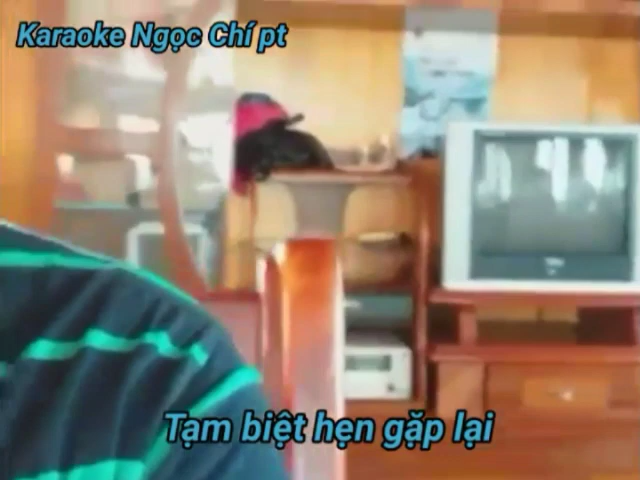 Karaoke Ngọc Chí pt
Tạm biệt hẹn gặp lại